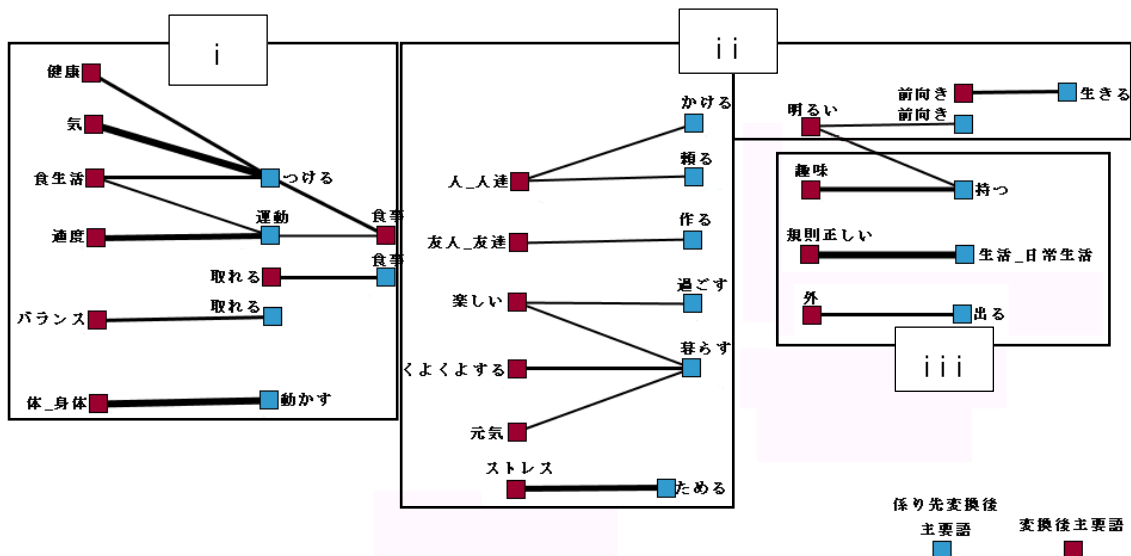 i
健康
気
つける
食生活
運動
適度
食事
食事
取れる
取れる
バランス
体_身体
動かす
ii
かける
人_人達
頼る
友人_友達
作る
楽しい
過ごす
暮らす
くよくよする
元気
ストレス
ためる
前向き
生きる
明るい
前向き
趣味
持つ
規則正しい
生活_日常生活
外
出る
iii
係り先変換後
主要語
変換後主要語